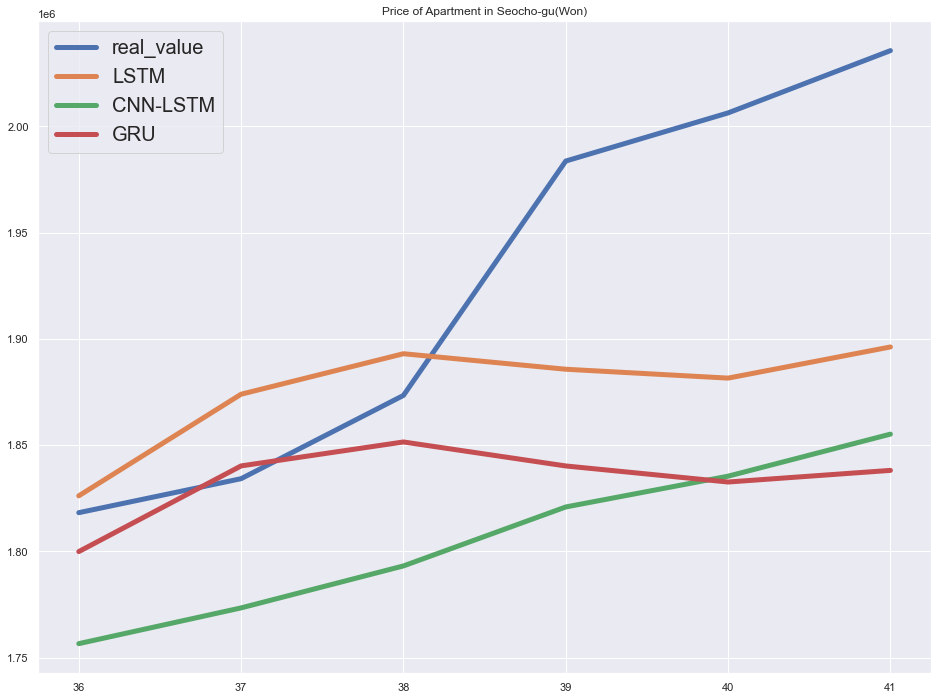 Price of Apartment in Seocho-gu(Won)
1e6
real_value
LSTM
CNN-LSTM
GRU
2.00
1.95
1.90
1.85
1.80
1.75
36 37 38 39 40 41